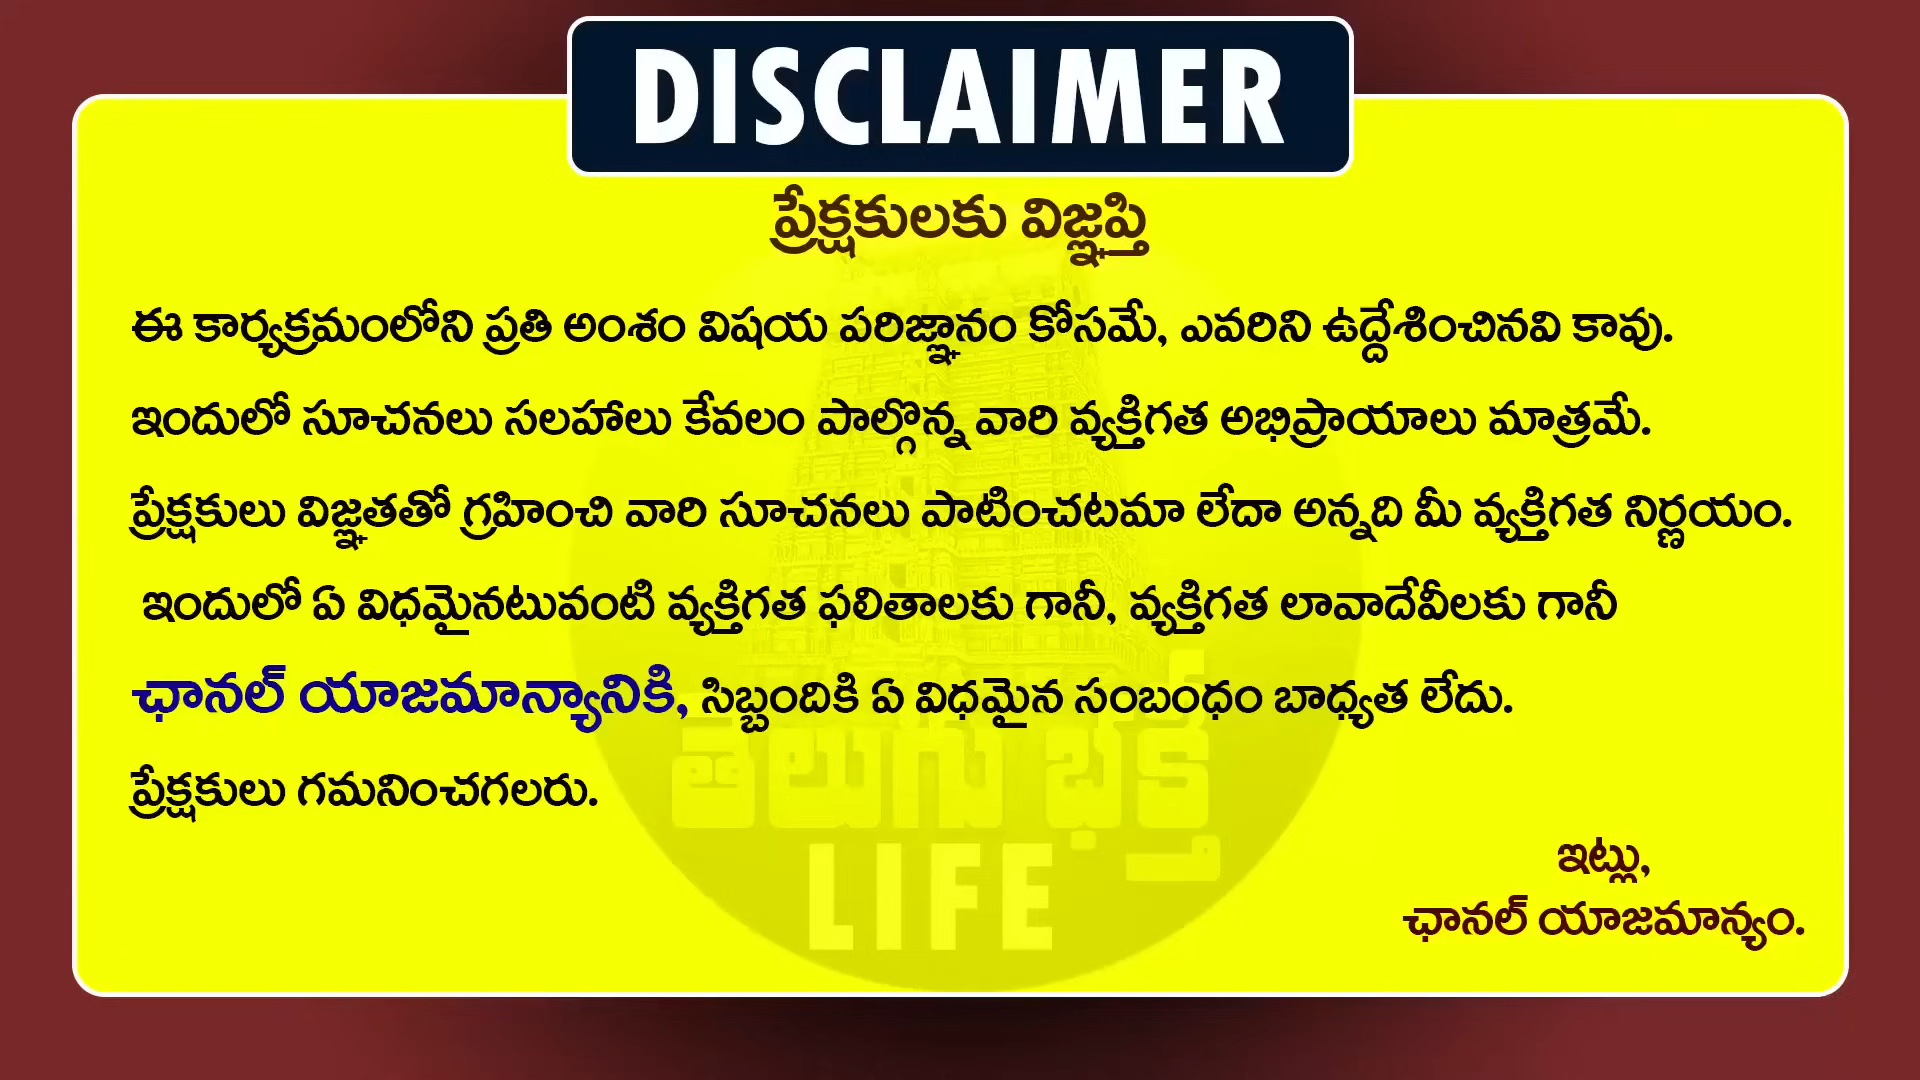 DISCLAIMER
ప్రేక్షకులకు విజ్ఞప్తి
ఈ కార్యక్రమంలోని ప్రతి అంశం విషయ పరిజ్ఞానం కోసమే, ఎవరిని ఉద్దేశించినవి కావు.
ఇందులో సూచనలు సలహాలు కేవలం పాల్గొన్న వారి వ్యక్తిగత అభిప్రాయాలు మాత్రమే.
ప్రేక్షకులు విజ్ఞతతో గ్రహించి వారి సూచనలు పాటించటమా లేదా అన్నది మీ వ్యక్తిగత నిర్ణయం.
ఇందులో ఏ విధమైనటువంటి వ్యక్తిగత ఫలితాలకు గానీ, వ్యక్తిగత లావాదేవీలకు గానీ
ఛానల్ యాజమాన్యానికి, సిబ్బందికి ఏ విధమైన సంబంధం బాధ్యత లేదు.
తెలుగు భక్తి
ప్రేక్షకులు గమనించగలరు.
LIFE
ఇట్లు,
ఛానల్ యాజమాన్యం.